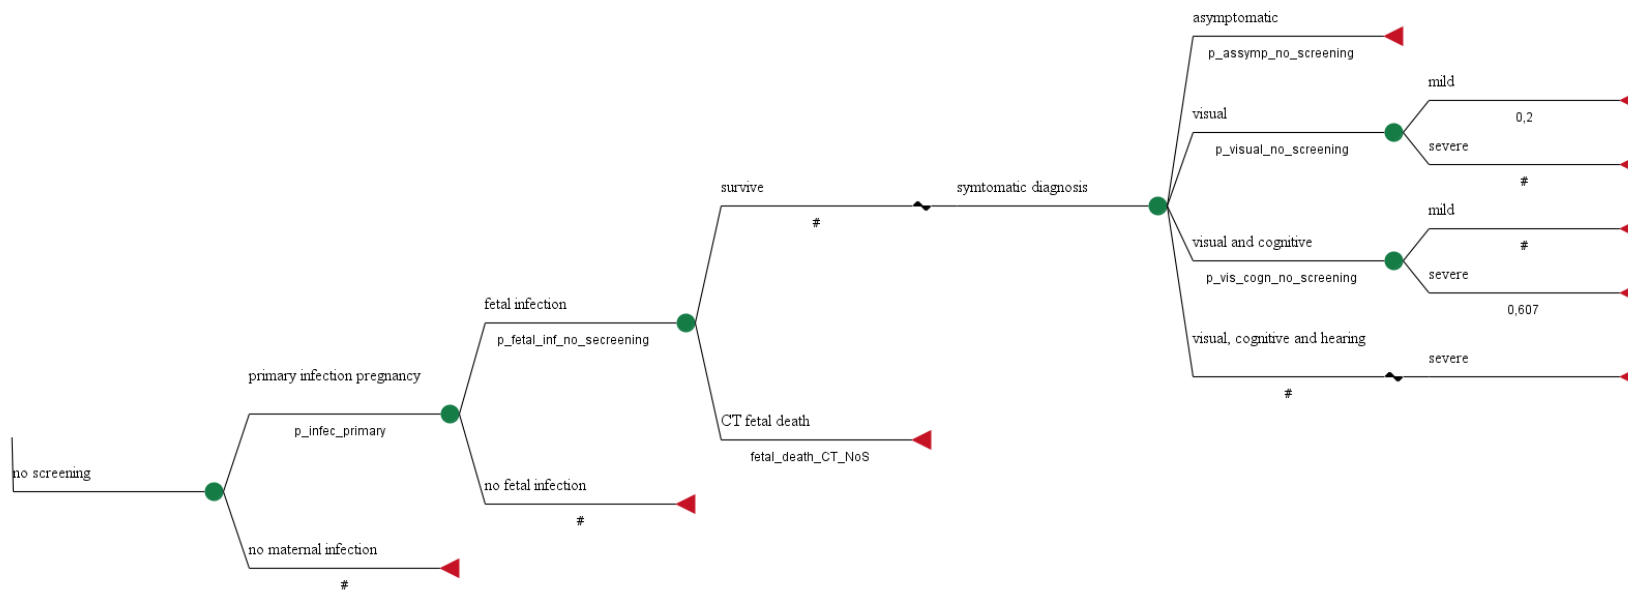 asymptomatic
p_assymp_no_screening
mild
0,2
visual
p_visual_no_screening
severe
#
survive
#
symtomatic diagnosis
mild
#
visual and cognitive
p_vis_cogn_no_screening
severe
0,607
fetal infection
p_fetal_inf_no_secreening
visual, cognitive and hearing
#
severe
primary infection pregnancy
p_infec_primary
CT fetal death
fetal_death_CT_NoS
no screening
no fetal infection
#
no maternal infection
#